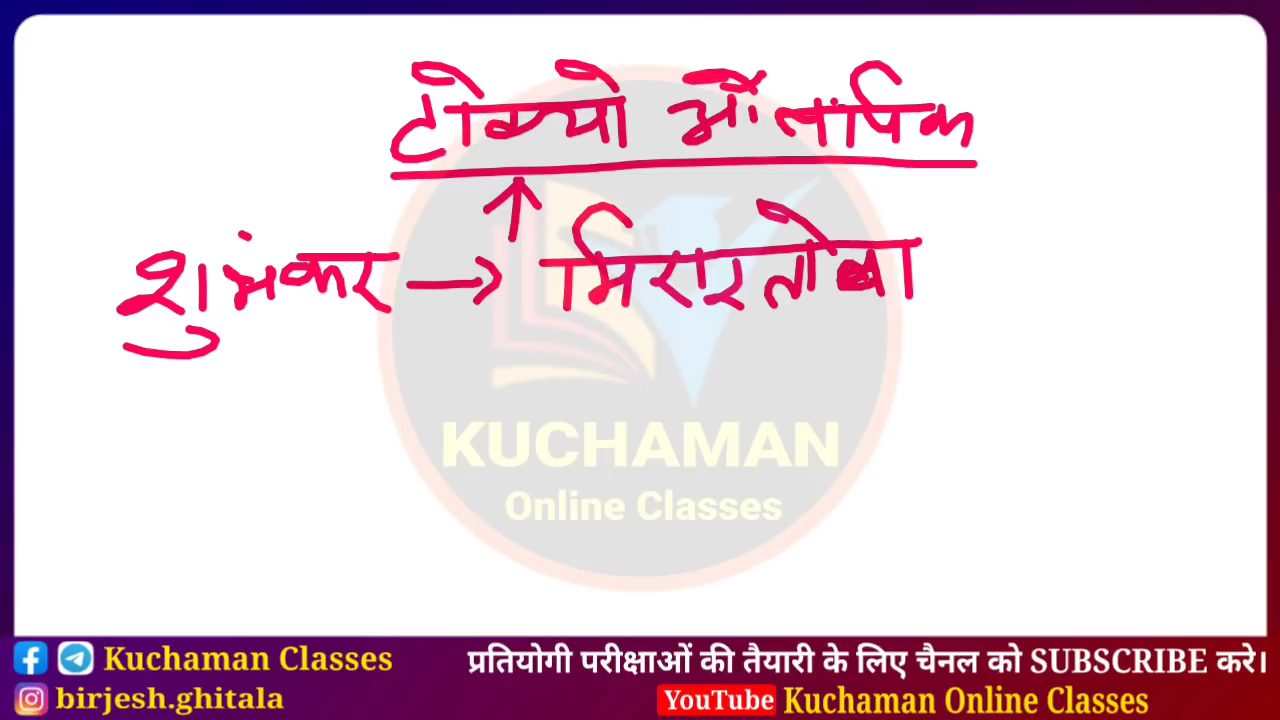 टोक्यो ओलंपिक
शुभंकर → मिराइतोवा
KUCHAMAN
Online Classes
Kuchaman Classes
प्रतियोगी परीक्षाओं की तैयारी के लिए चैनल को SUBSCRIBE करे।
birjesh.ghitala
YouTube Kuchaman Online Classes